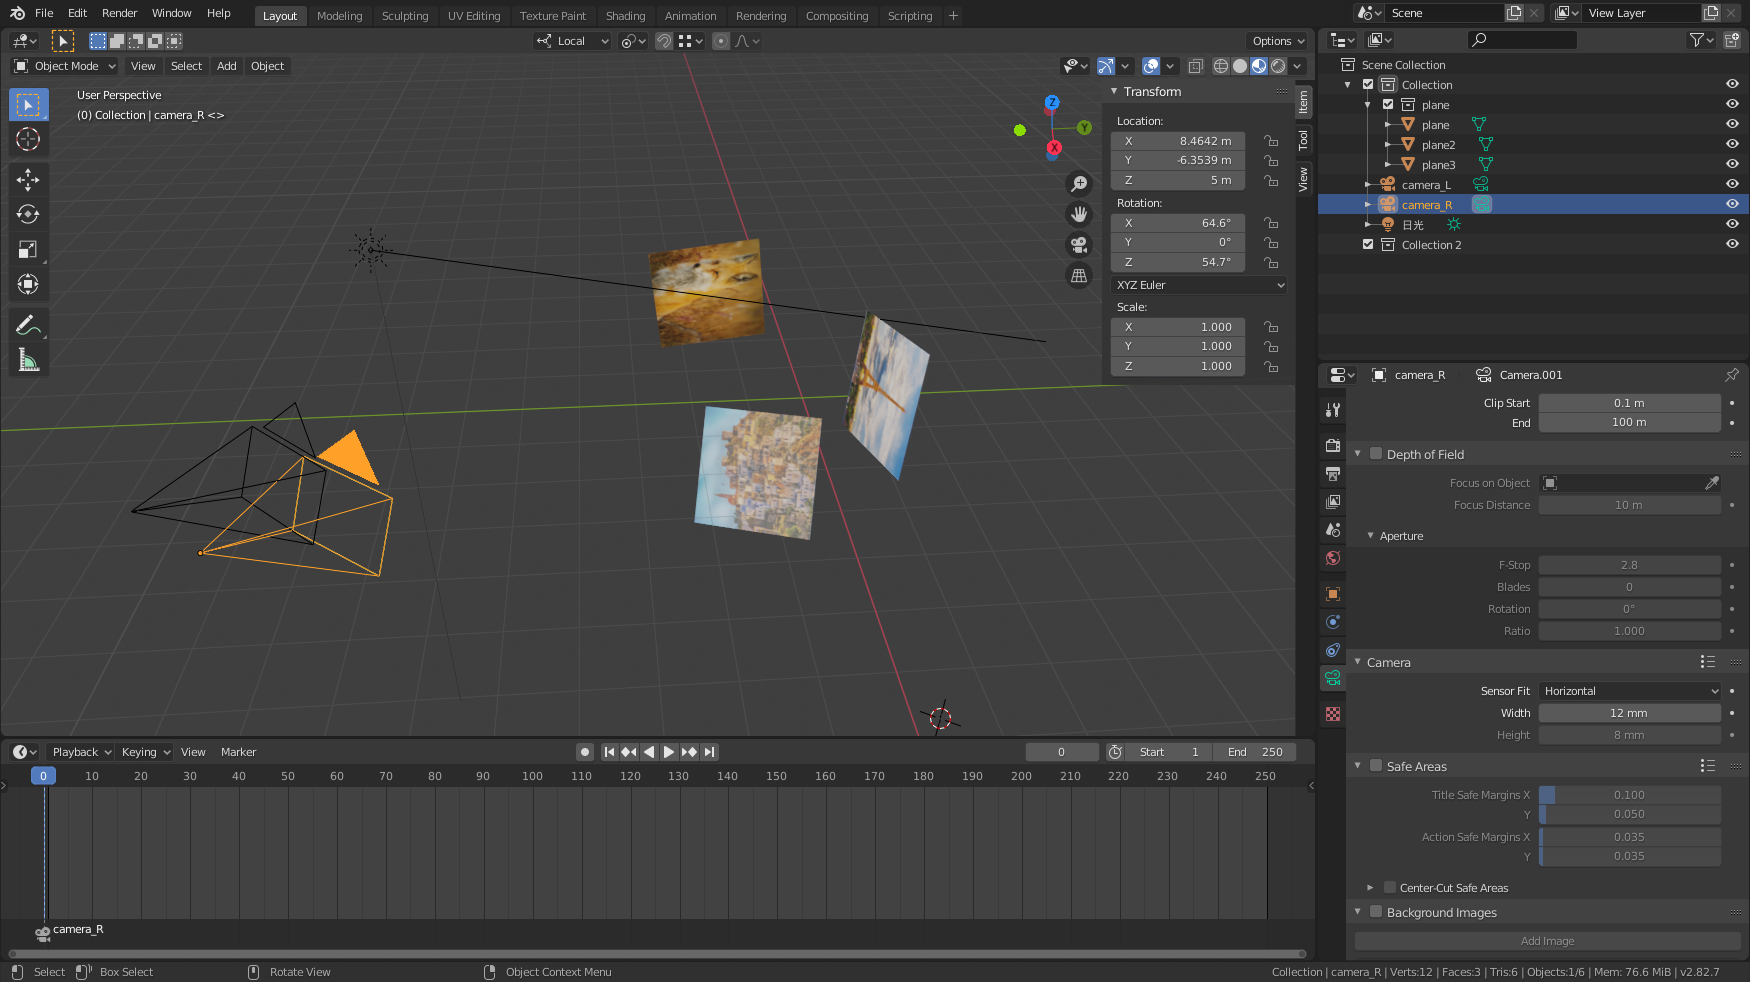 File Edit Render Window Help
Layout Modeling Sculpting UV Editing Texture Paint Shading Animation Rendering Compositing Scripting +
Scene
View Layer
Local
Options
Object Mode View Select Add Object
User Perspective
(0) Collection | camera_R <>
Z
Y
X
Transform
Location:
X 8.4642 m
Y -6.3539 m
Z 5 m
Rotation:
X 64.6°
Y 0°
Z 54.7°
XYZ Euler
Scale:
X 1.000
Y 1.000
Z 1.000
Item
Tool
View
Scene Collection
Collection
plane
plane
plane2
plane3
camera_L
camera_R
日光
Collection 2
camera_R Camera.001
Clip Start 0.1 m
End 100 m
Depth of Field
Focus on Object
Focus Distance 10 m
Aperture
F-Stop 2.8
Blades 0
Rotation 0°
Ratio 1.000
Camera
Sensor Fit Horizontal
Width 12 mm
Height 8 mm
Safe Areas
Title Safe Margins X 0.100
Y 0.050
Action Safe Margins X 0.035
Y 0.035
Center-Cut Safe Areas
Background Images
Add Image
Playback Keying View Marker
0 Start 1 End 250
0 10 20 30 40 50 60 70 80 90 100 110 120 130 140 150 160 170 180 190 200 210 220 230 240 250
camera_R
Select Box Select Rotate View Object Context Menu
Collection | camera_R | Verts:12 | Faces:3 | Tris:6 | Objects:1/6 | Mem: 76.6 MiB | v2.82.7